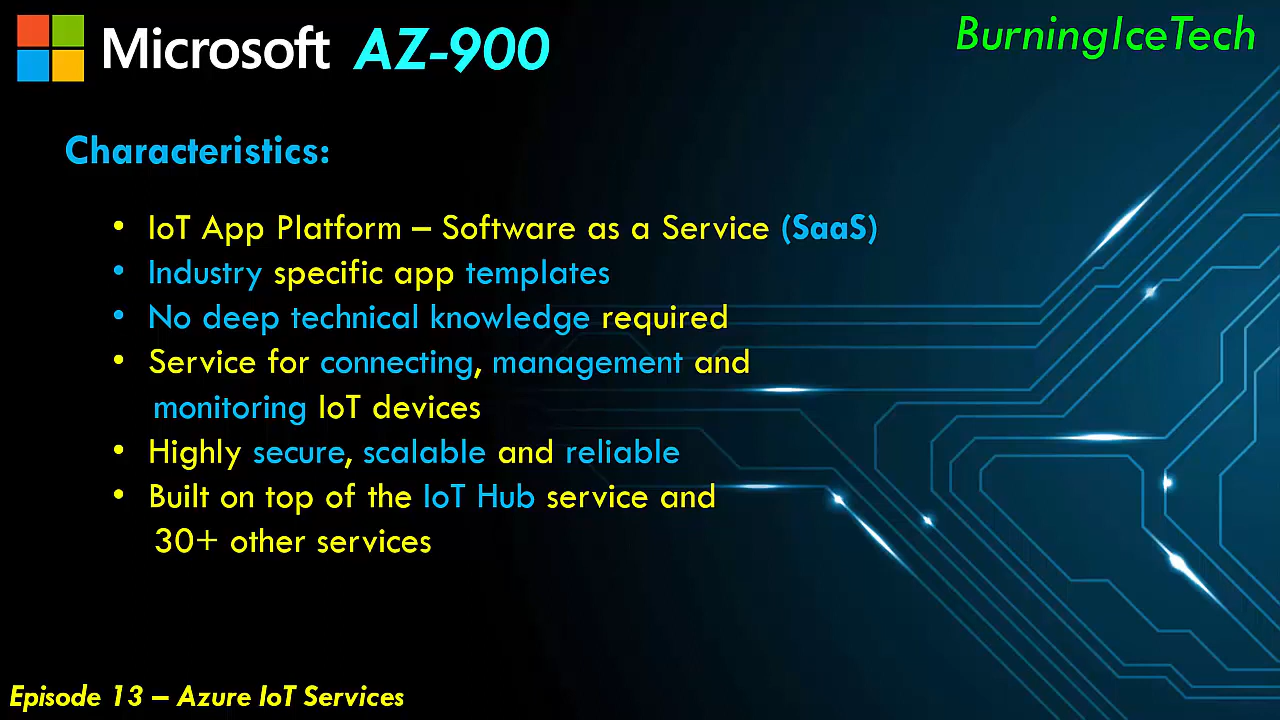 Microsoft AZ-900
BurningIceTech
Characteristics:
• IoT App Platform – Software as a Service (SaaS)
• Industry specific app templates
• No deep technical knowledge required
• Service for connecting, management and
monitoring IoT devices
• Highly secure, scalable and reliable
• Built on top of the IoT Hub service and
30+ other services
Episode 13 – Azure IoT Services